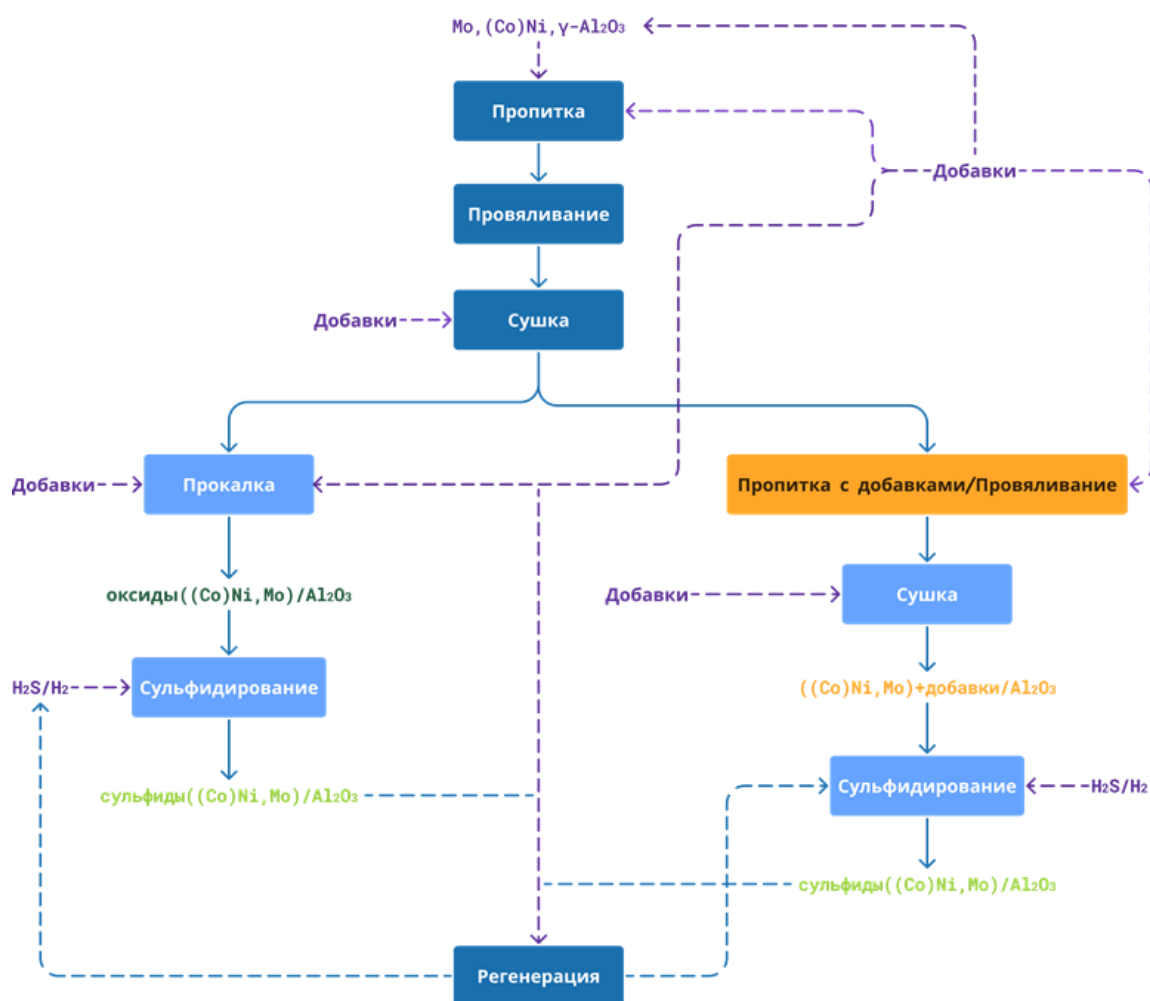 Mo,(Co)Ni,γ-Al₂O₃
Пропитка
Добавки
Провяливание
Добавки
Сушка
Добавки
Прокалка
Пропитка с добавками/Провяливание
оксиды((Co)Ni,Mo)/Al₂O₃
Добавки
Сушка
H₂S/H₂
Сульфидирование
((Co)Ni,Mo)+добавки/Al₂O₃
сульфиды((Co)Ni,Mo)/Al₂O₃
Сульфидирование
H₂S/H₂
сульфиды((Co)Ni,Mo)/Al₂O₃
Регенерация